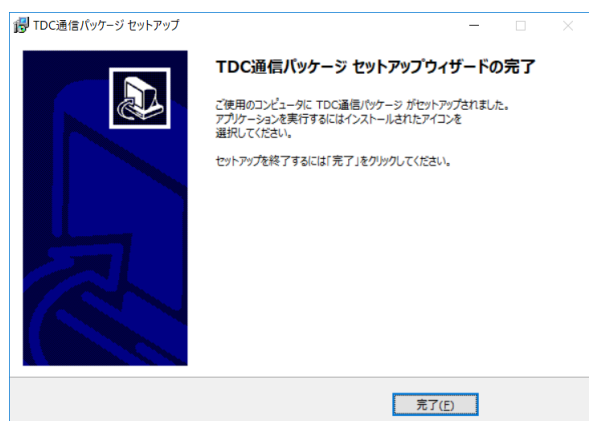 TDC通信パッケージ セットアップ
TDC通信パッケージ セットアップウィザードの完了
ご使用のコンピュータに TDC通信パッケージ がセットアップされました。
アプリケーションを実行するにはインストールされたアイコンを
選択してください。
セットアップを終了するには「完了」をクリックしてください。
完了(F)